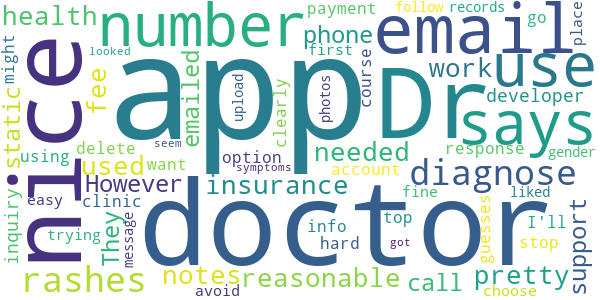 health number payment follow records
phone first go place
app email Dr use says
might static fee emailed looked
upload photos clearly course
work developer
nice inquiry using delete used want option needed response gender
However They insurance account diagnose
easy clinic doctor fine liked
trying message avoid info hard top guesses I'll support
seem symptoms got stop
rashes notes reasonable call pretty choose